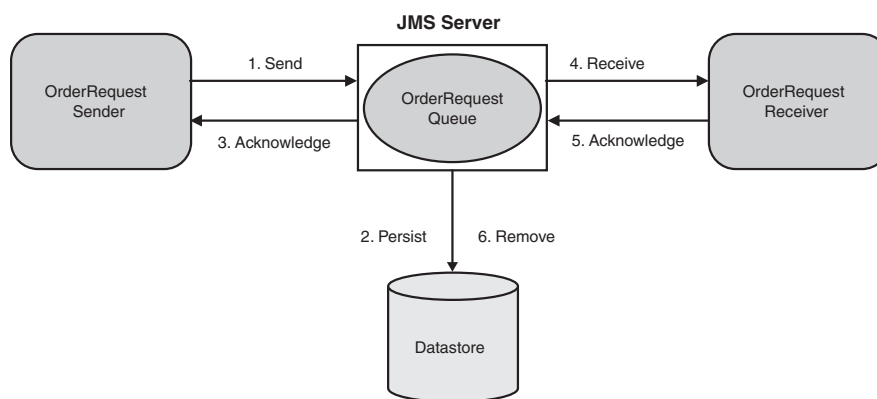 JMS Server
OrderRequest
Sender
1. Send
3. Acknowledge
OrderRequest
Queue
4. Receive
5. Acknowledge
OrderRequest
Receiver
2. Persist
6. Remove
Datastore